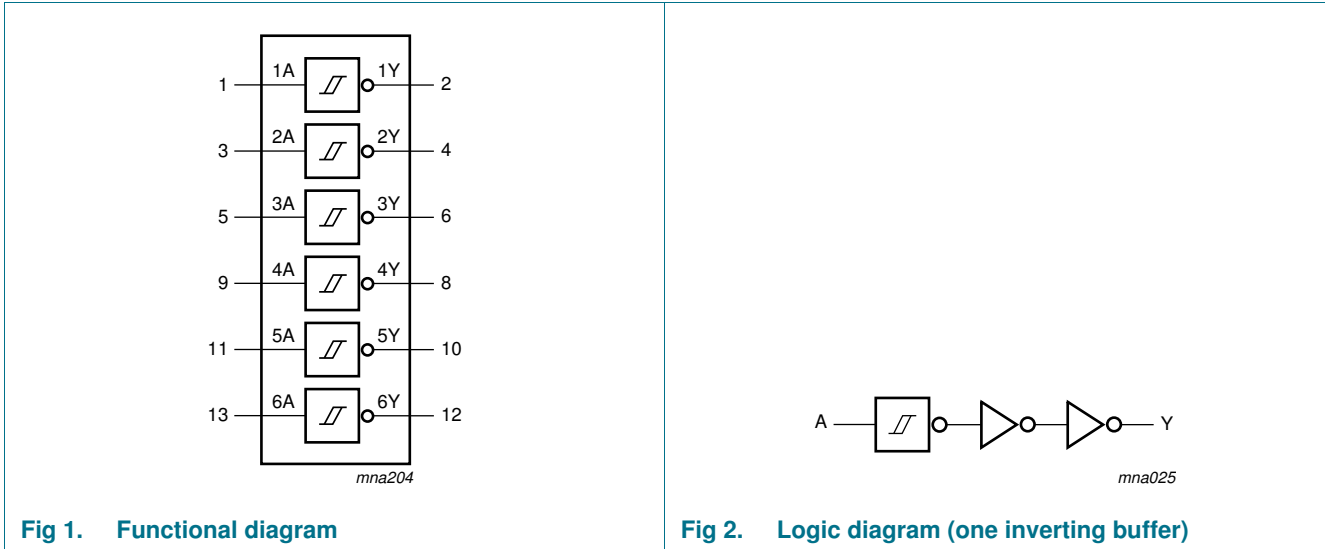 1 1A 1Y 2
3 2A 2Y 4
5 3A 3Y 6
9 4A 4Y 8
11 5A 5Y 10
13 6A 6Y 12
mna204
Fig 1. Functional diagram
A Y
mna025
Fig 2. Logic diagram (one inverting buffer)